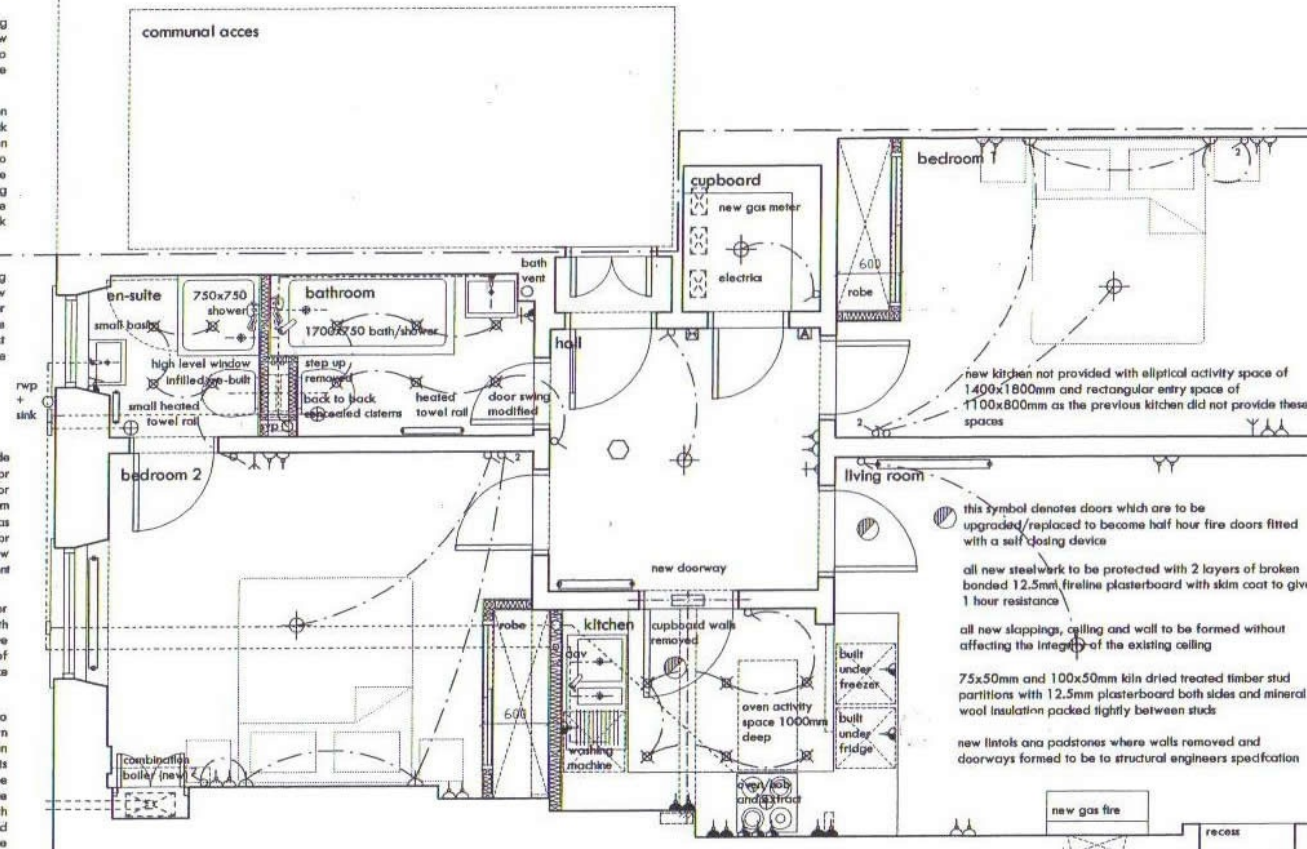 communal acces
cupboard
new gas meter
electrics
bedroom 1
600
robe
2
bath
vent
en-suite
750x750
shower
small basin
high level window
infilled/re-built
small heated
towel rail
bathroom
1700x750 bath/shower
step up
removed
back to back
concealed cisterns
heated
towel rail
door swing
modified
svp
hall
H
A
rwp
+
sink
new kitchen not provided with eliptical activity space of
1400x1800mm and rectangular entry space of
1100x800mm as the previous kitchen did not provide these
spaces
2
bedroom 2
2
living room
this symbol denotes doors which are to be
upgraded/replaced to become half hour fire doors fitted
with a self closing device
all new steelwork to be protected with 2 layers of broken
bonded 12.5mm fireline plasterboard with skim coat to give
1 hour resistance
all new slappings, ceiling and wall to be formed without
affecting the integrity of the existing ceiling
75x50mm and 100x50mm kiln dried treated timber stud
partitions with 12.5mm plasterboard both sides and mineral
wool insulation packed tightly between studs
new lintols and padstones where walls removed and
doorways formed to be to structural engineers specification
new doorway
robe
600
kitchen
aav
cupboard walls
removed
washing
machine
oven activity
space 1000mm
deep
built
under
freezer
built
under
fridge
oven/hob
and extract
combination
boiler (new)
new gas fire
recess